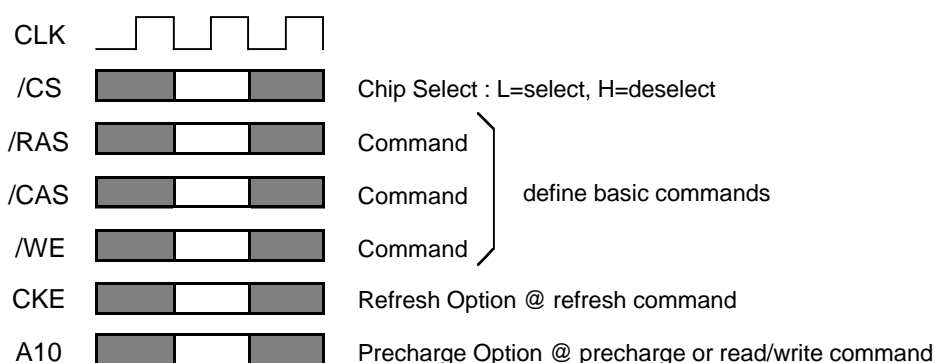 CLK
/CS Chip Select : L=select, H=deselect
/RAS Command
/CAS Command define basic commands
/WE Command
CKE Refresh Option @ refresh command
A10 Precharge Option @ precharge or read/write command